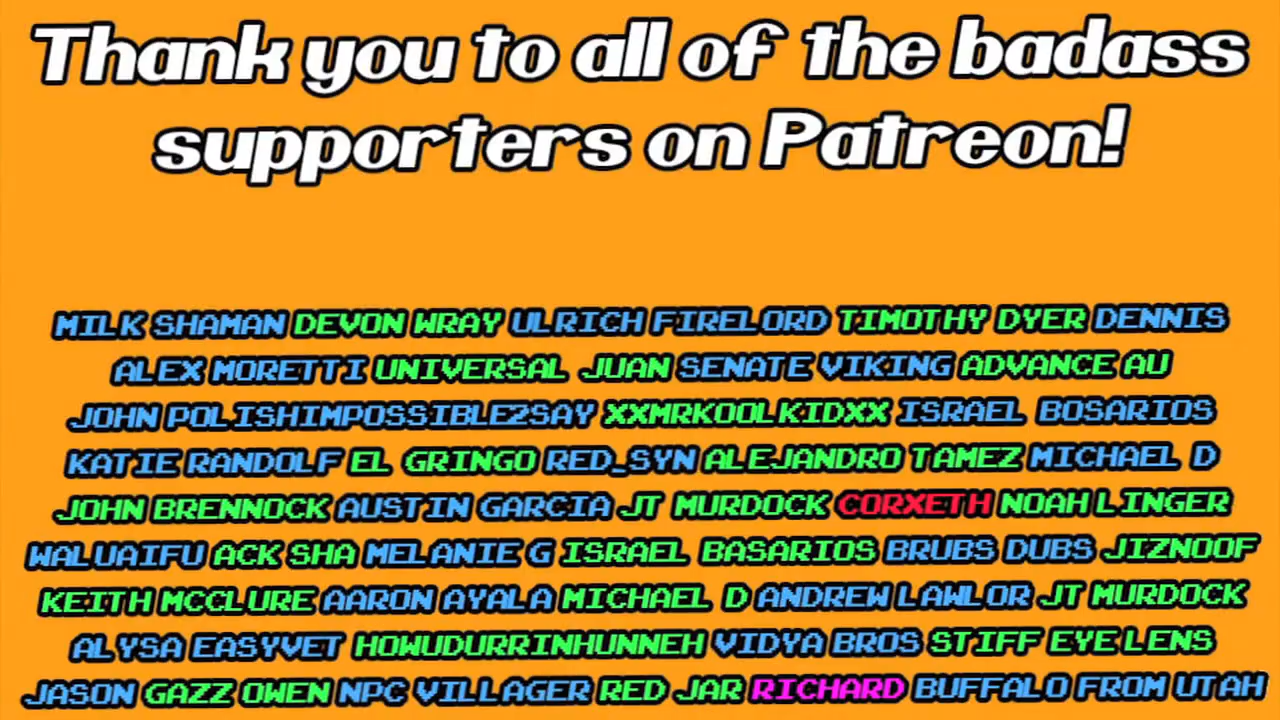 Thank you to all of the badass
supporters on Patreon!
MILK SHAMAN DEVON WRAY ULRICH FIRELORD TIMOTHY DYER DENNIS
ALEX MORETTI UNIVERSAL JUAN SENATE VIKING ADVANCE AU
JOHN POLISHIMPOSSIBLE2SAY XXMRKOOLKIDXX ISRAEL BOSARIOS
KATIE RANDOLF EL GRINGO RED_SYN ALEJANDRO TAMEZ MICHAEL D
JOHN BRENNOCK AUSTIN GARCIA JT MURDOCK CORXETH NOAH LINGER
WALUAIFU ACK SHA MELANIE G ISRAEL BASARIOS BRUBS DUBS JIZNOOF
KEITH MCCLURE AARON AYALA MICHAEL D ANDREW LAWLOR JT MURDOCK
ALYSA EASYVET HOWUDURRINHUNNEH VIDYA BROS STIFF EYE LENS
JASON GAZZ OWEN NPC VILLAGER RED JAR RICHARD BUFFALO FROM UTAH